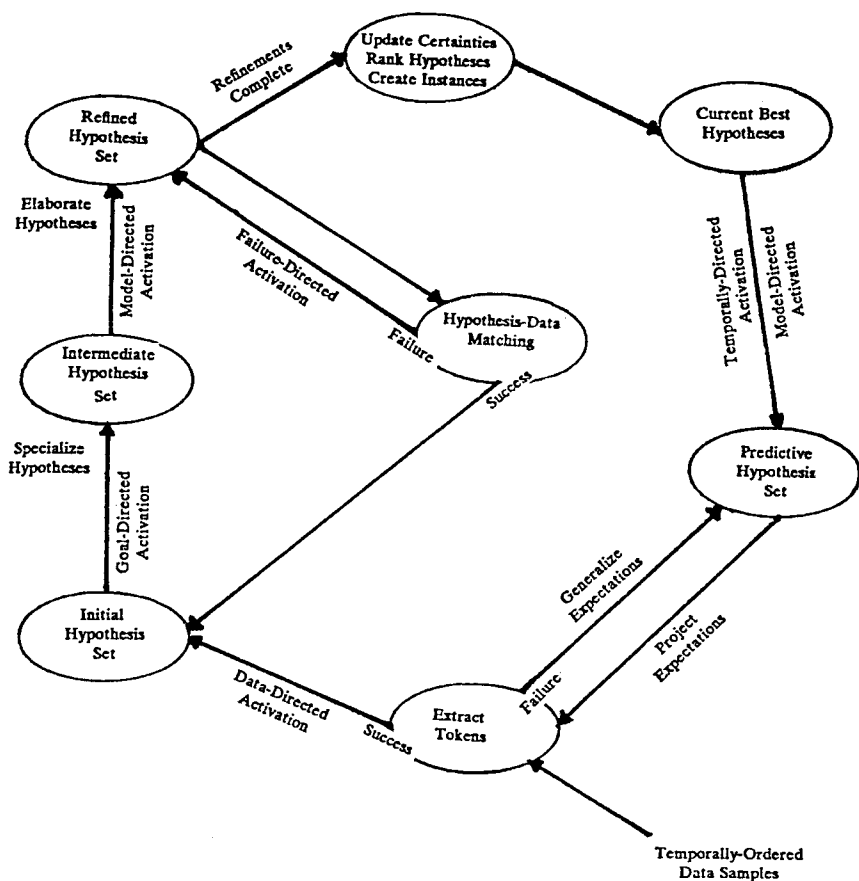 Update Certainties
Rank Hypotheses
Create Instances
Refinements
Complete
Refined
Hypothesis
Set
Current Best
Hypotheses
Elaborate
Hypotheses
Model-Directed
Activation
Failure-Directed
Activation
Temporally-Directed
Activation
Model-Directed
Activation
Hypothesis-Data
Matching
Failure
Success
Intermediate
Hypothesis
Set
Specialize
Hypotheses
Goal-Directed
Activation
Predictive
Hypothesis
Set
Generalize
Expectations
Project
Expectations
Initial
Hypothesis
Set
Data-Directed
Activation
Success
Extract
Tokens
Failure
Temporally-Ordered
Data Samples